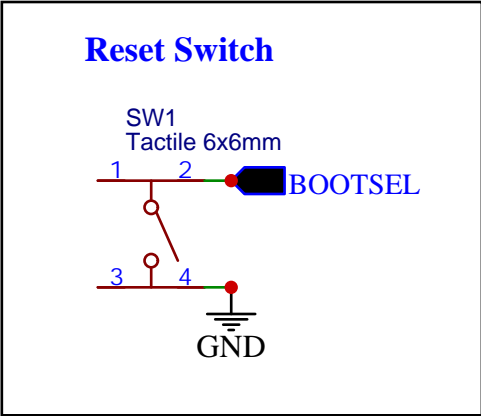 Reset Switch
SW1
Tactile 6x6mm
1 2
BOOTSEL
3 4
GND